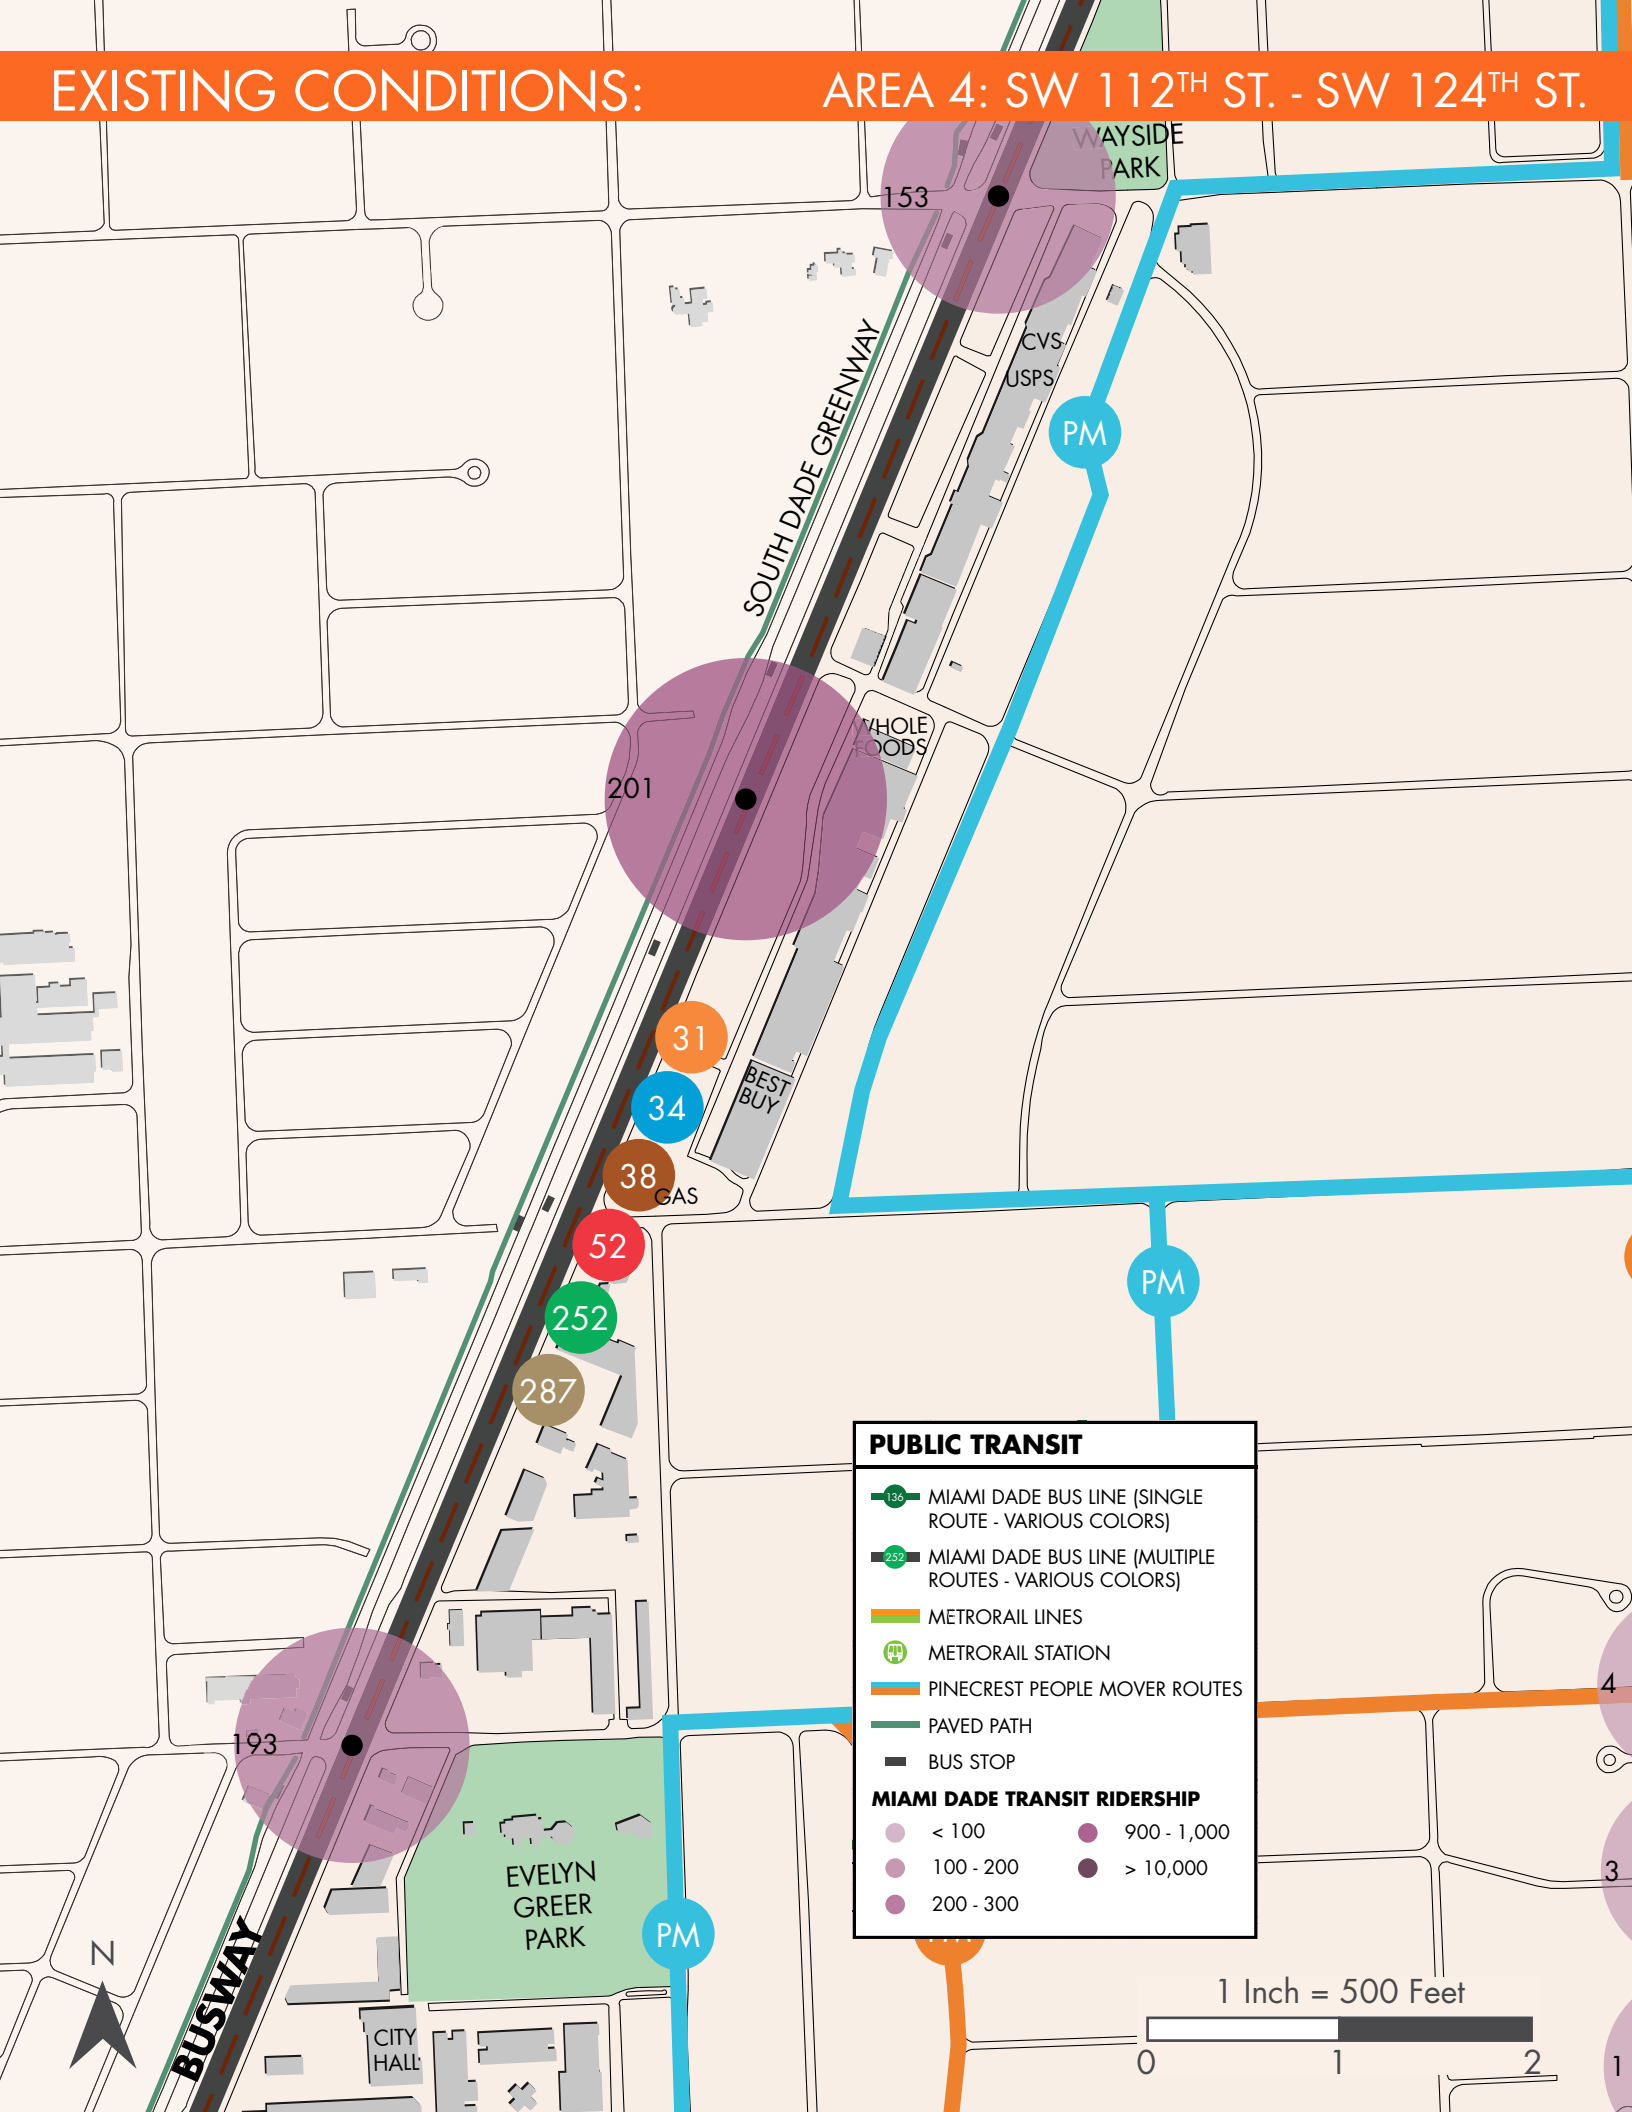 EXISTING CONDITIONS:
AREA 4: SW 112TH ST. - SW 124TH ST.
WAYSIDE
PARK
153
CVS
USPS
PM
SOUTH DADE GREENWAY
WHOLE
FOODS
201
31
BEST
BUY
34
38
GAS
52
PM
252
287
PUBLIC TRANSIT
136 MIAMI DADE BUS LINE (SINGLE
ROUTE - VARIOUS COLORS)
252 MIAMI DADE BUS LINE (MULTIPLE
ROUTES - VARIOUS COLORS)
METRORAIL LINES
METRORAIL STATION
PINECREST PEOPLE MOVER ROUTES
PAVED PATH
BUS STOP
MIAMI DADE TRANSIT RIDERSHIP
< 100
100 - 200
200 - 300
900 - 1,000
> 10,000
4
193
3
EVELYN
GREER
PARK
PM
N
BUSWAY
CITY
HALL
1 Inch = 500 Feet
0 1 2
1